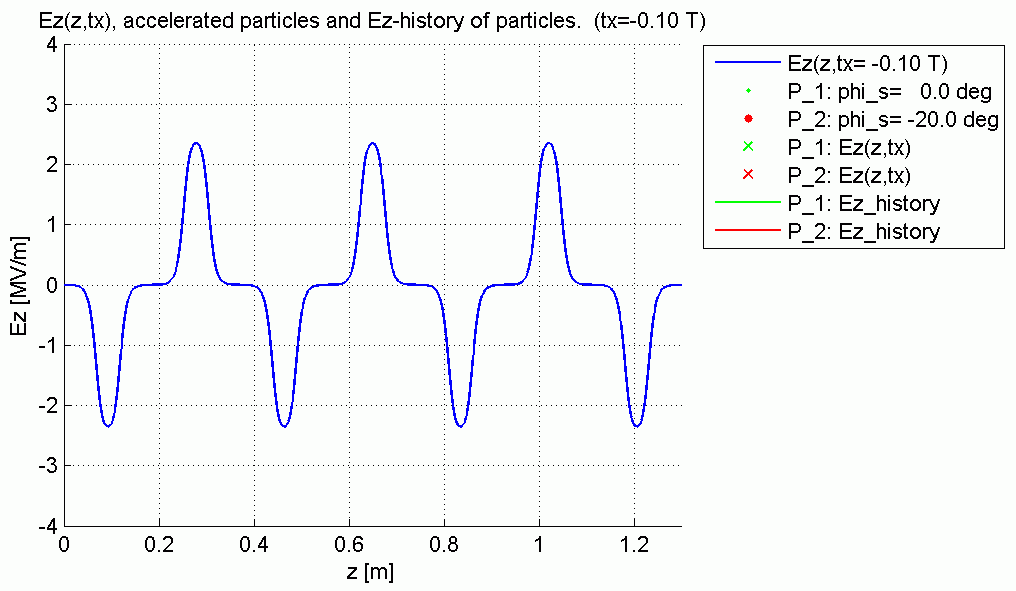 Ez(z,tx), accelerated particles and Ez-history of particles. (tx=-0.10 T)
4
3
2
1
0
-1
-2
-3
-4
Ez [MV/m]
0 0.2 0.4 0.6 0.8 1 1.2
z [m]
Ez(z,tx= -0.10 T)
P_1: phi_s= 0.0 deg
P_2: phi_s= -20.0 deg
P_1: Ez(z,tx)
P_2: Ez(z,tx)
P_1: Ez_history
P_2: Ez_history